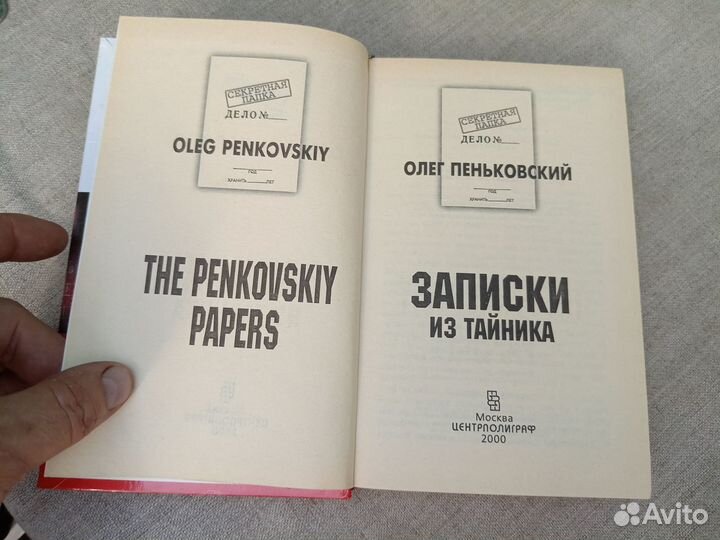 СЕКРЕТНАЯ
ПАПКА
ДЕЛО №
OLEG PENKOVSKIY
ГОД
ХРАНИТЬ ЛЕТ
THE PENKOVSKIY
PAPERS
СЕКРЕТНАЯ
ПАПКА
ДЕЛО №
ОЛЕГ ПЕНЬКОВСКИЙ
ГОД
ХРАНИТЬ ЛЕТ
ЗАПИСКИ
ИЗ ТАЙНИКА
Москва
ЦЕНТРПОЛИГРАФ
2000
Avito